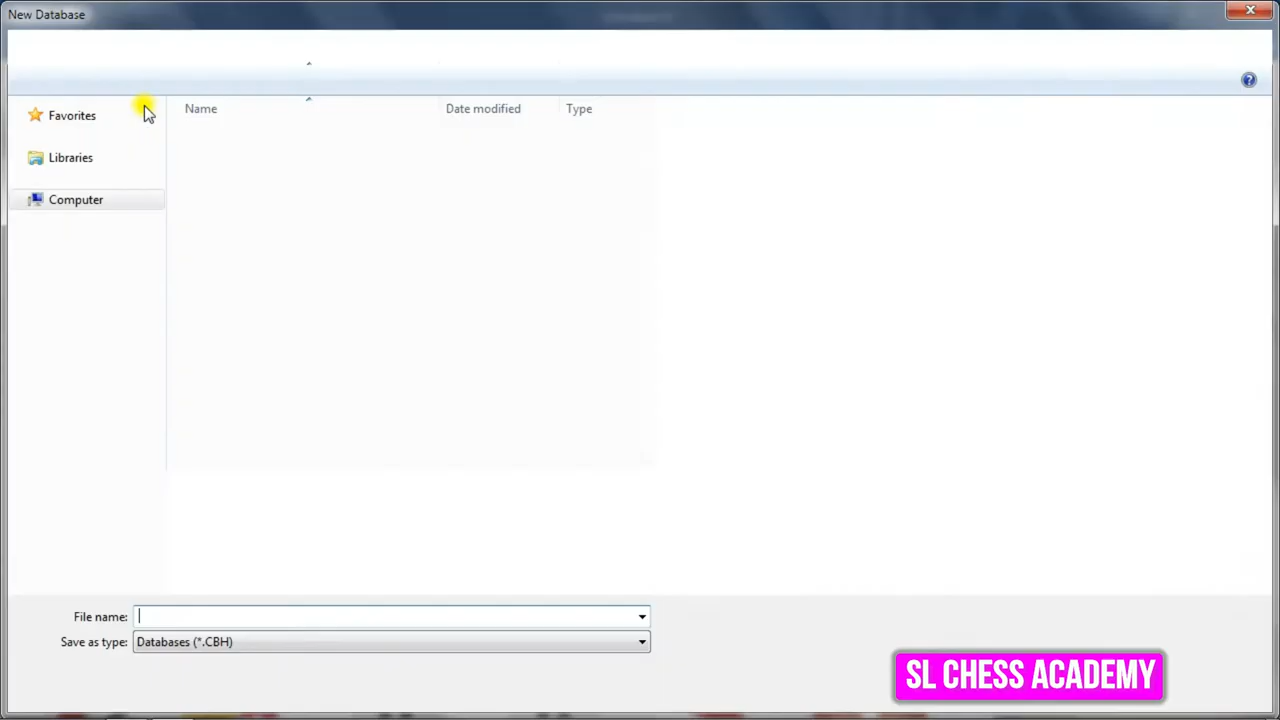 New Database
Name Date modified Type
Favorites
Libraries
Computer
File name:
Save as type: Databases (*.CBH)
SL CHESS ACADEMY